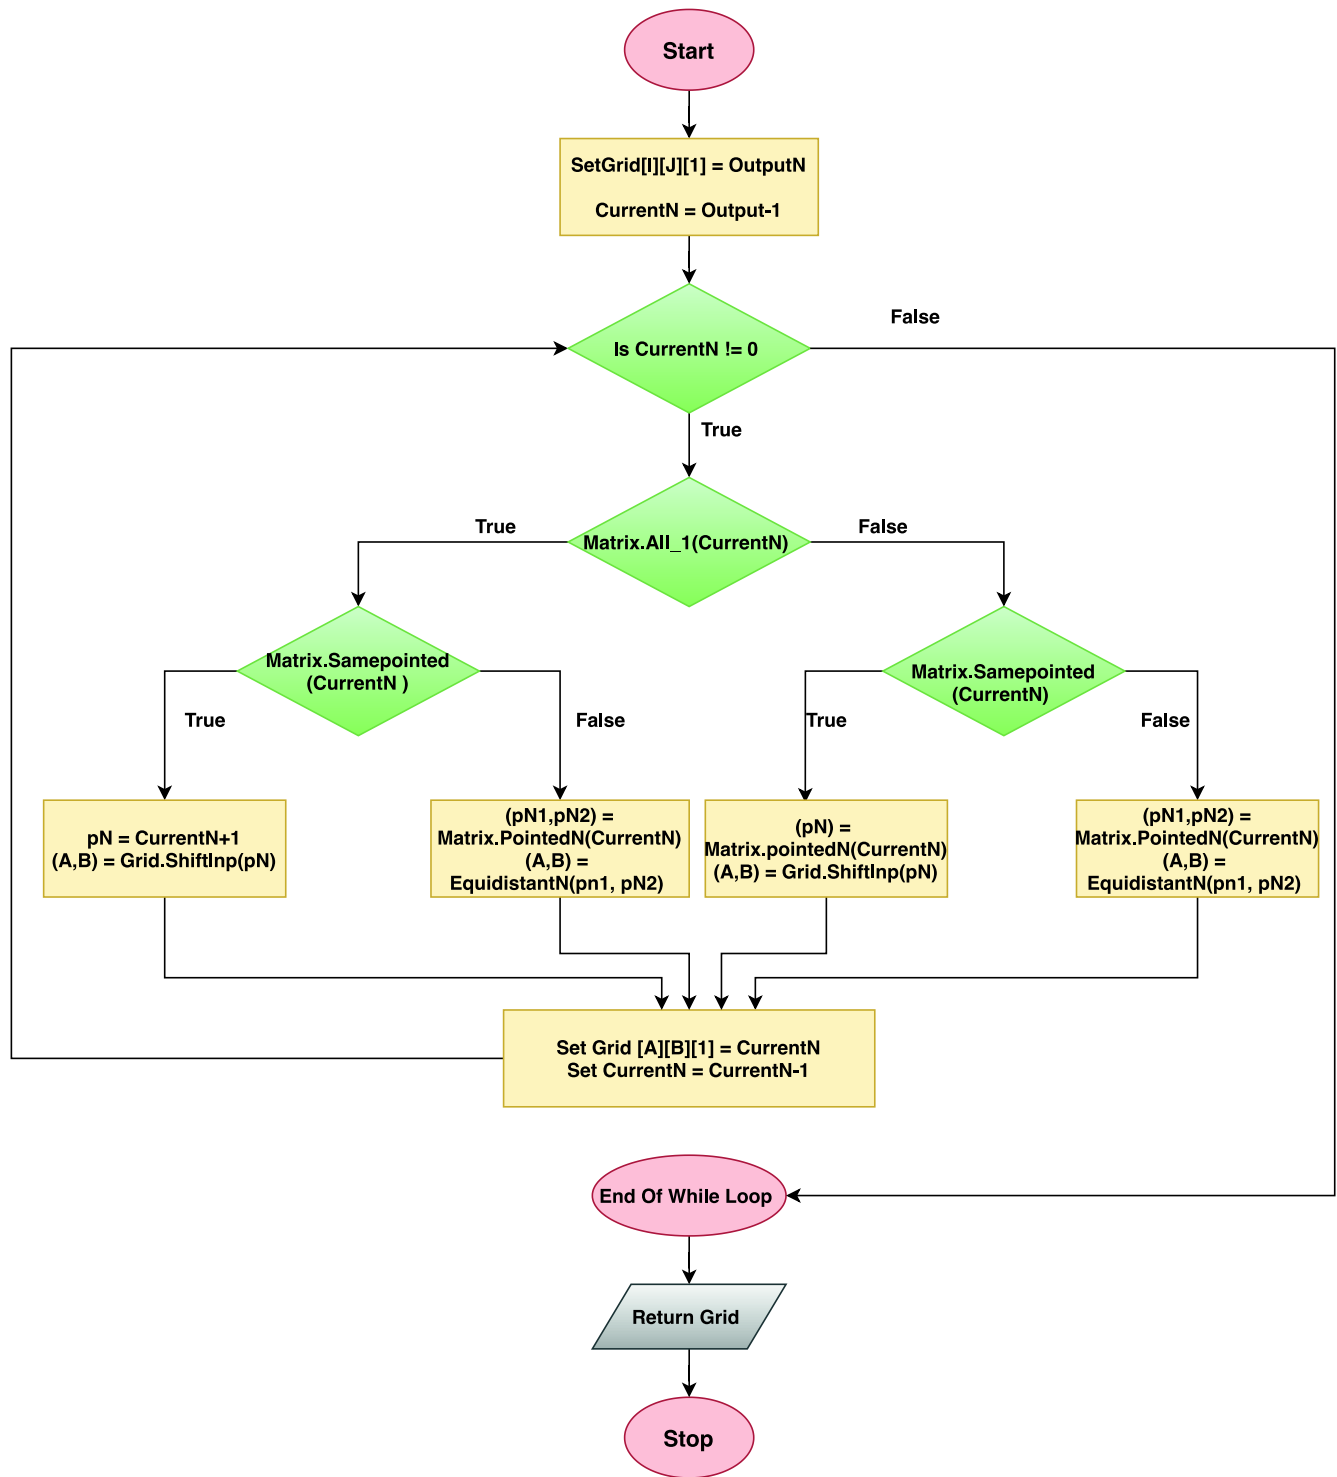 Start
SetGrid[I][J][1] = OutputN
CurrentN = Output-1
Is CurrentN != 0
False
True
Matrix.All_1(CurrentN)
True
False
Matrix.Samepointed
(CurrentN )
True
False
Matrix.Samepointed
(CurrentN)
True
False
pN = CurrentN+1
(A,B) = Grid.ShiftInp(pN)
(pN1,pN2) =
Matrix.PointedN(CurrentN)
(A,B) =
EquidistantN(pn1, pN2)
(pN) =
Matrix.pointedN(CurrentN)
(A,B) = Grid.ShiftInp(pN)
(pN1,pN2) =
Matrix.PointedN(CurrentN)
(A,B) =
EquidistantN(pn1, pN2)
Set Grid [A][B][1] = CurrentN
Set CurrentN = CurrentN-1
End Of While Loop
Return Grid
Stop